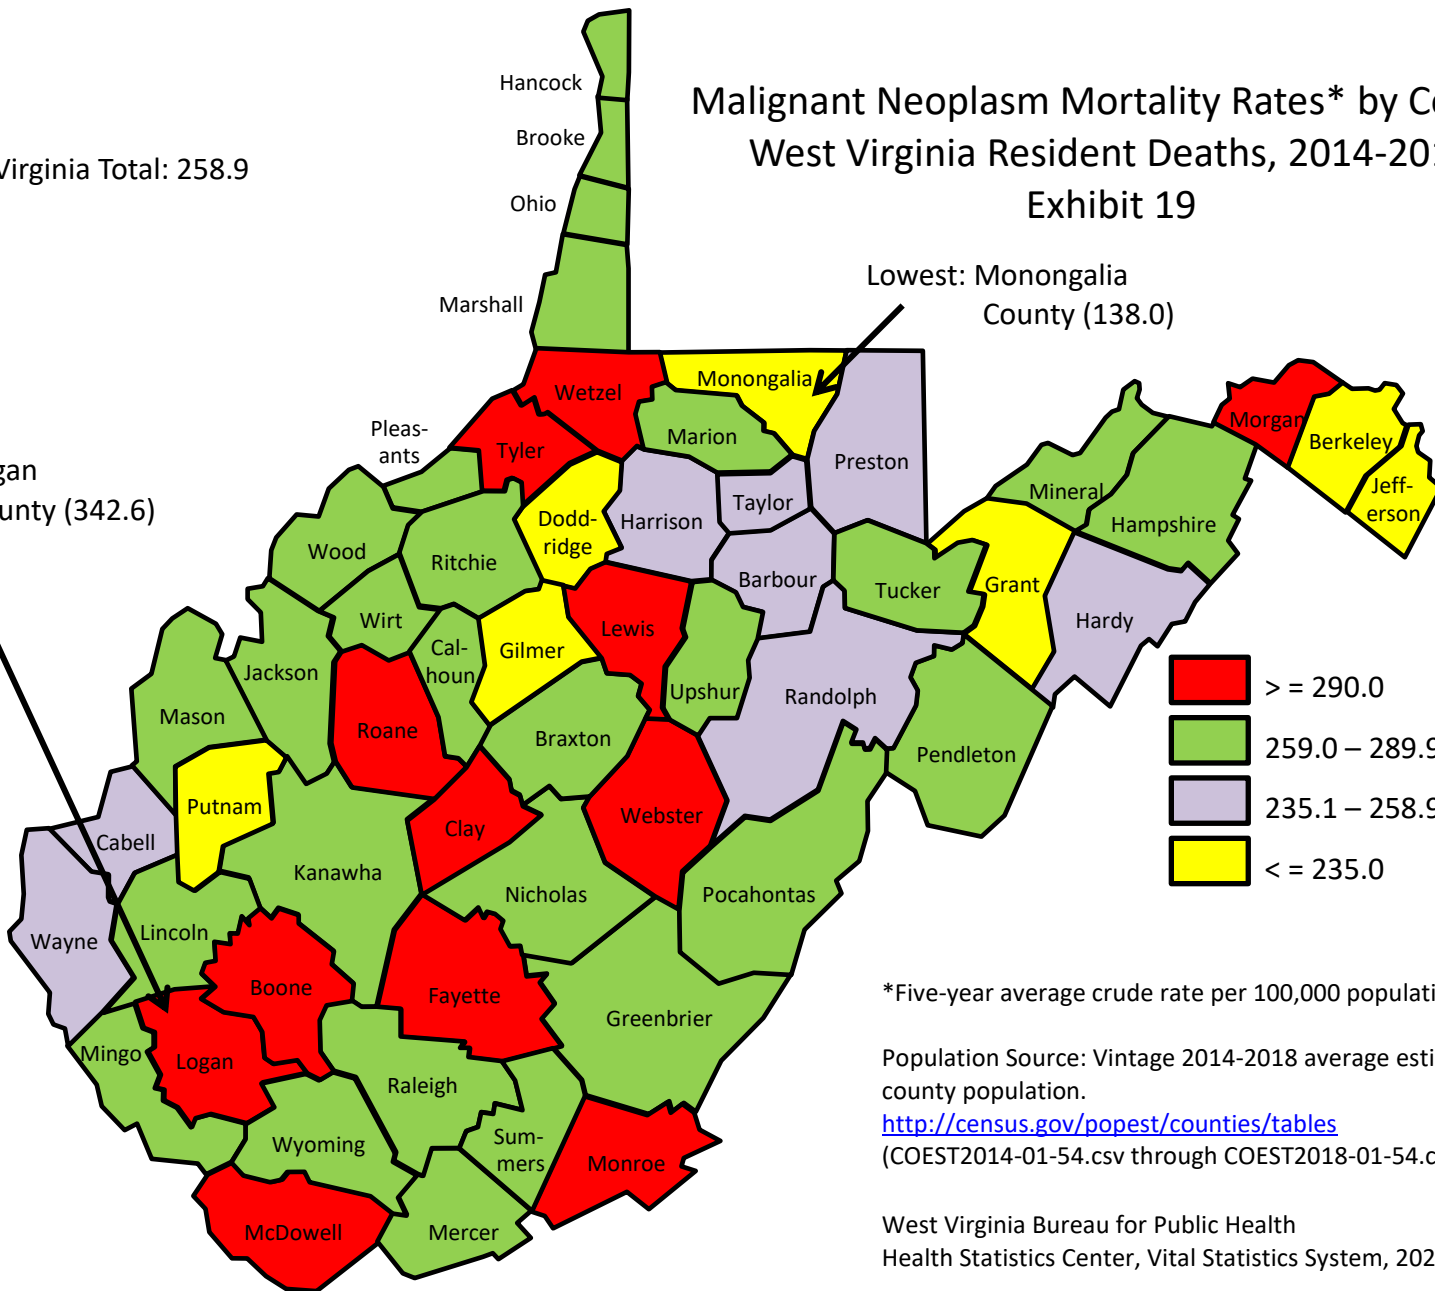 Malignant Neoplasm Mortality Rates* by Co
West Virginia Resident Deaths, 2014-20
Exhibit 19
Virginia Total: 258.9
Lowest: Monongalia
County (138.0)
gan
unty (342.6)
Hancock
Brooke
Ohio
Marshall
Wetzel
Monongalia
Marion
Preston
Pleas-
ants
Tyler
Taylor
Harrison
Dodd-
ridge
Morgan
Berkeley
Jeff-
erson
Mineral
Hampshire
Wood
Ritchie
Barbour
Tucker
Grant
Hardy
Wirt
Cal-
houn
Gilmer
Lewis
Upshur
Randolph
Jackson
Mason
Roane
Braxton
Pendleton
Putnam
Clay
Webster
Cabell
Kanawha
Nicholas
Pocahontas
Wayne
Lincoln
Boone
Fayette
Greenbrier
Mingo
Logan
Raleigh
Wyoming
Sum-
mers
Monroe
McDowell
Mercer
> = 290.0
259.0 – 289.9
235.1 – 258.9
< = 235.0
*Five-year average crude rate per 100,000 populati
Population Source: Vintage 2014-2018 average esti
county population.
http://census.gov/popest/counties/tables
(COEST2014-01-54.csv through COEST2018-01-54.c
West Virginia Bureau for Public Health
Health Statistics Center, Vital Statistics System, 202